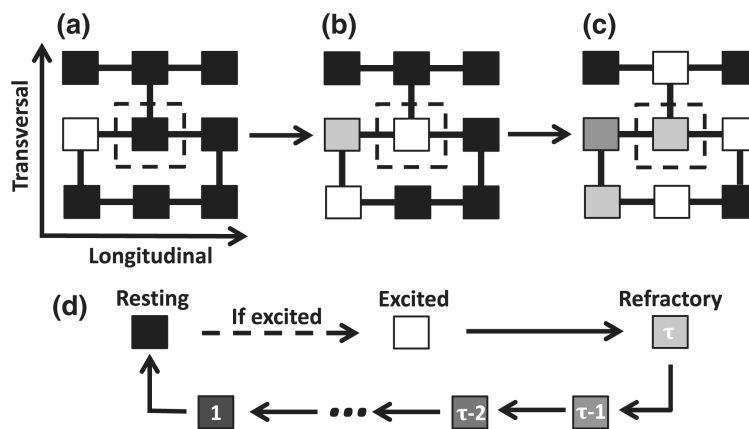 (a)
(b)
(c)
Transversal
Longitudinal
(d)
Resting
If excited
Excited
Refractory
τ
1
τ-2
τ-1